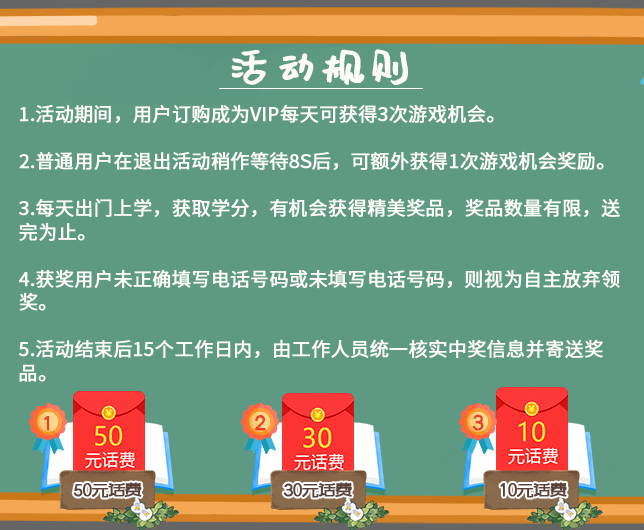 活动规则
1.活动期间，用户订购成为VIP每天可获得3次游戏机会。
2.普通用户在退出活动稍作等待8S后，可额外获得1次游戏机会奖励。
3.每天出门上学，获取学分，有机会获得精美奖品，奖品数量有限，送
完为止。
4.获奖用户未正确填写电话号码或未填写电话号码，则视为自主放弃领
奖。
5.活动结束后15个工作日内，由工作人员统一核实中奖信息并寄送奖
品。
1
50
元话费
50元话费
2
30
元话费
30元话费
3
10
元话费
10元话费